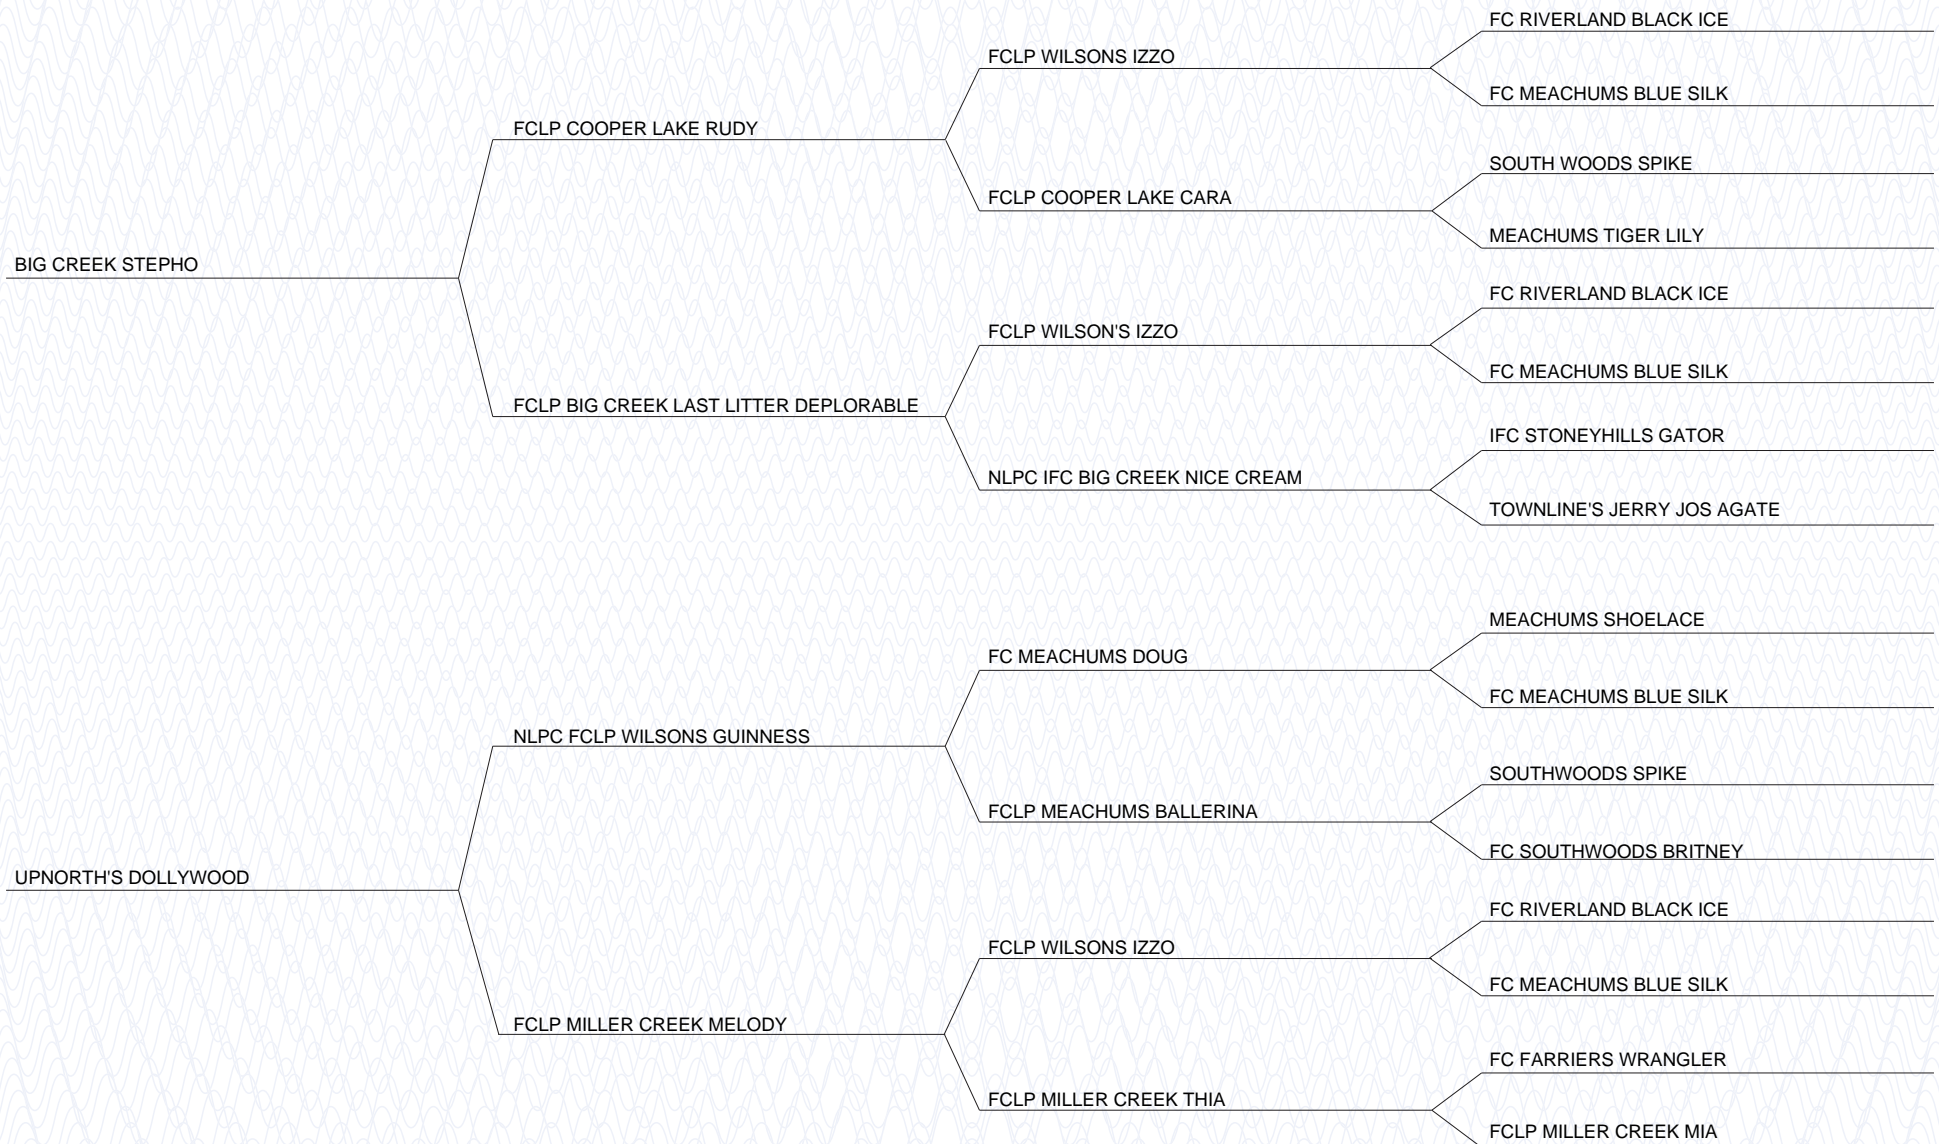 FC RIVERLAND BLACK ICE
FCLP WILSONS IZZO
FC MEACHUMS BLUE SILK
FCLP COOPER LAKE RUDY
SOUTH WOODS SPIKE
FCLP COOPER LAKE CARA
MEACHUMS TIGER LILY
BIG CREEK STEPHO
FC RIVERLAND BLACK ICE
FCLP WILSON'S IZZO
FC MEACHUMS BLUE SILK
FCLP BIG CREEK LAST LITTER DEPLORABLE
IFC STONEYHILLS GATOR
NLPC IFC BIG CREEK NICE CREAM
TOWNLINE'S JERRY JOS AGATE
MEACHUMS SHOELACE
FC MEACHUMS DOUG
FC MEACHUMS BLUE SILK
NLPC FCLP WILSONS GUINNESS
SOUTHWOODS SPIKE
FCLP MEACHUMS BALLERINA
FC SOUTHWOODS BRITNEY
UPNORTH'S DOLLYWOOD
FC RIVERLAND BLACK ICE
FCLP WILSONS IZZO
FC MEACHUMS BLUE SILK
FCLP MILLER CREEK MELODY
FC FARRIERS WRANGLER
FCLP MILLER CREEK THIA
FCLP MILLER CREEK MIA